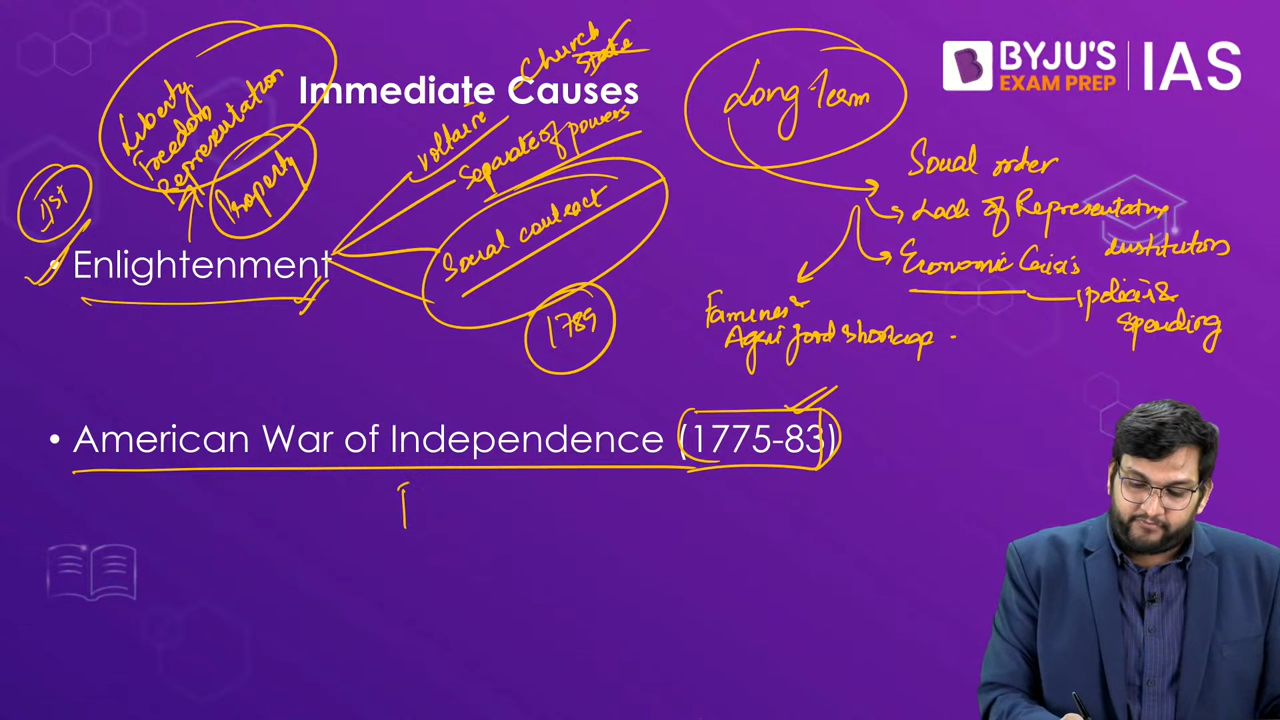 Immediate Causes
BYJU'S
EXAM PREP
IAS
Church
State
Voltaire
Separate of powers
Social contract
1789
Liberty
Freedom
Representation
Property
1st
• Enlightenment
Long-Term
Social order
Lack of Representative
Institutions
Economic Crisis
policies &
Spending
Famines &
Agri food shortage
• American War of Independence (1775-83)